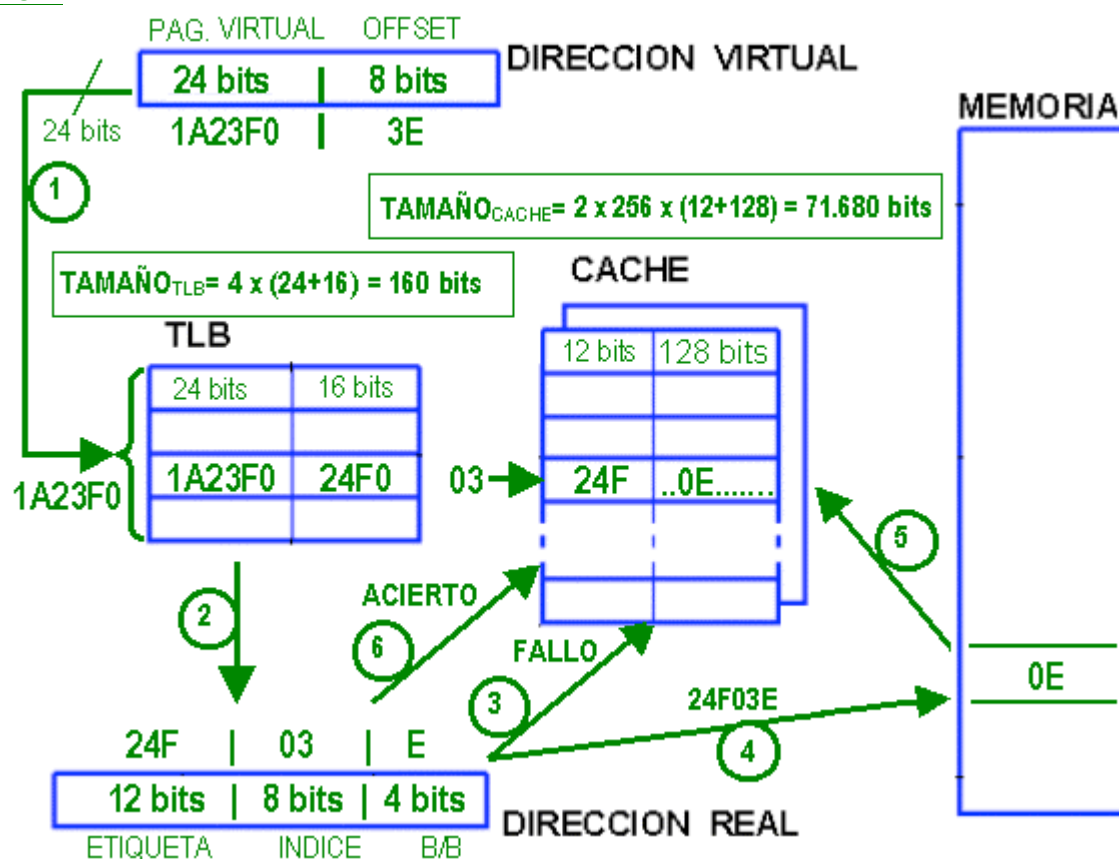 PAG. VIRTUAL OFFSET
DIRECCION VIRTUAL
24 bits | 8 bits
24 bits
1A23F0 | 3E
MEMORIA
1
TAMAÑOCACHE= 2 x 256 x (12+128) = 71.680 bits
TAMAÑOTLB= 4 x (24+16) = 160 bits
CACHE
TLB
12 bits 128 bits
24 bits 16 bits
1A23F0
1A23F0 24F0
03
24F ..0E.......
5
2
ACIERTO
6
FALLO
3
0E
24F03E
4
24F | 03 | E
12 bits | 8 bits | 4 bits
DIRECCION REAL
ETIQUETA INDICE B/B